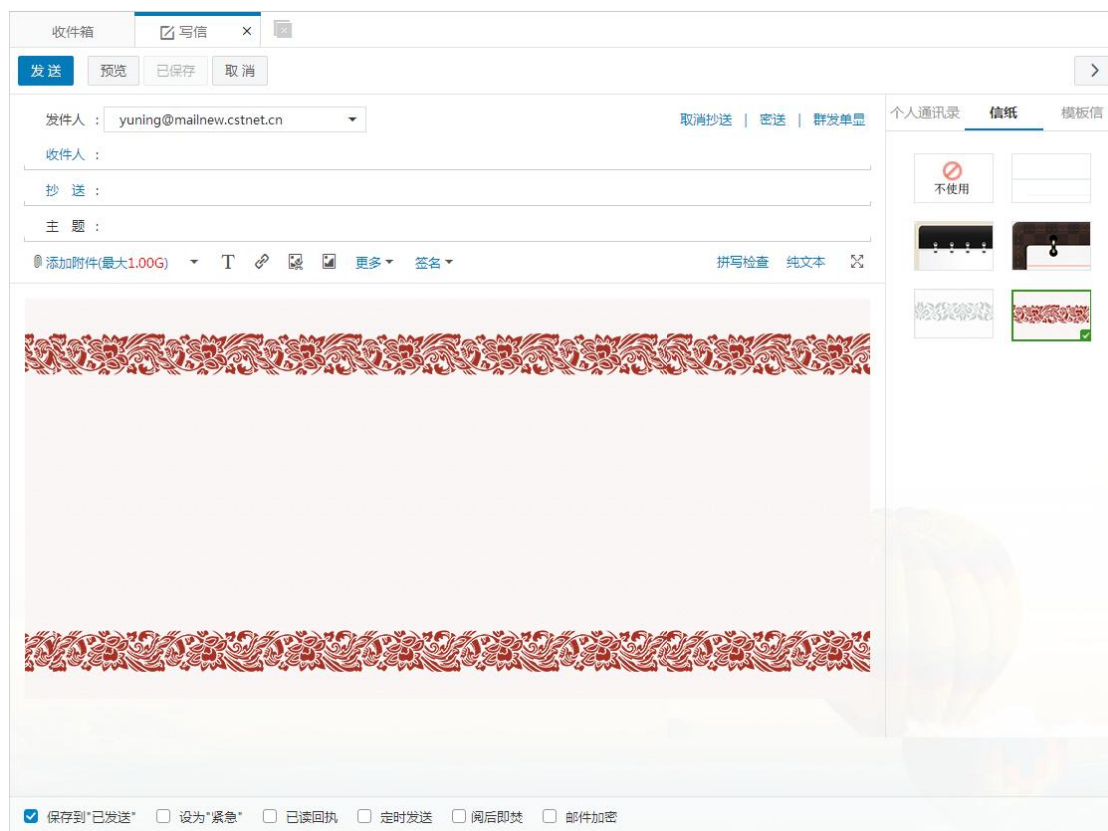 收件箱 写信 ×
发 送 预览 已保存 取 消
发件人 : yuning@mailnew.cstnet.cn 取消抄送 | 密送 | 群发单显
收件人 :
抄 送 :
主 题 :
添加附件(最大1.00G) T 更多 签名 拼写检查 纯文本
个人通讯录 信纸 模板信
不使用
保存到"已发送" 设为"紧急" 已读回执 定时发送 阅后即焚 邮件加密